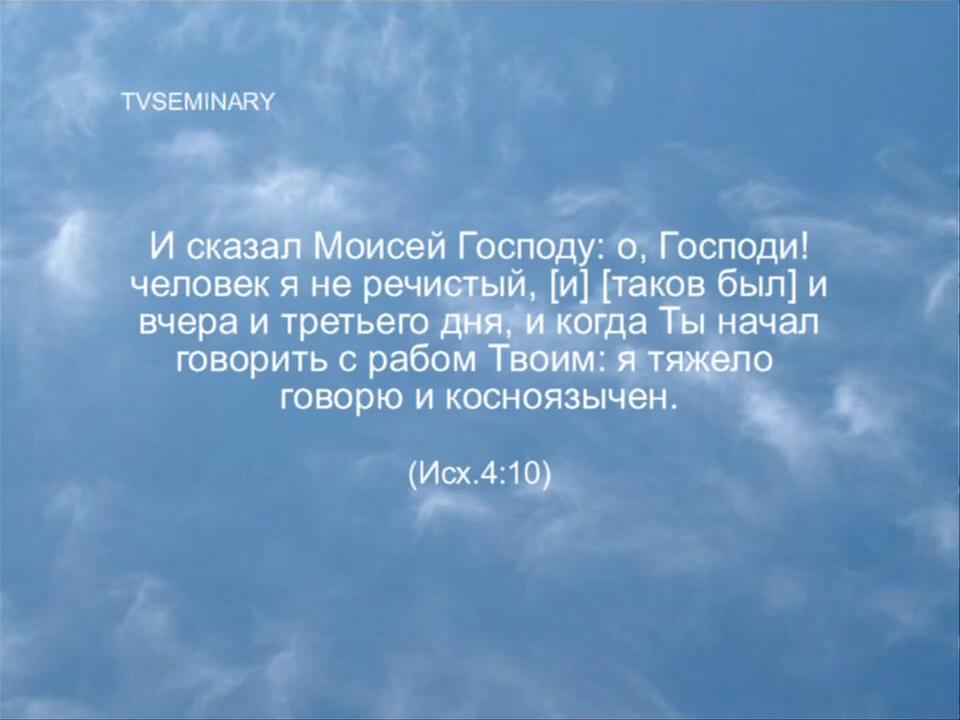 TVSEMINARY
И сказал Моисей Господу: о, Господи!
человек я не речистый, [и] [таков был] и
вчера и третьего дня, и когда Ты начал
говорить с рабом Твоим: я тяжело
говорю и косноязычен.
(Исх.4:10)